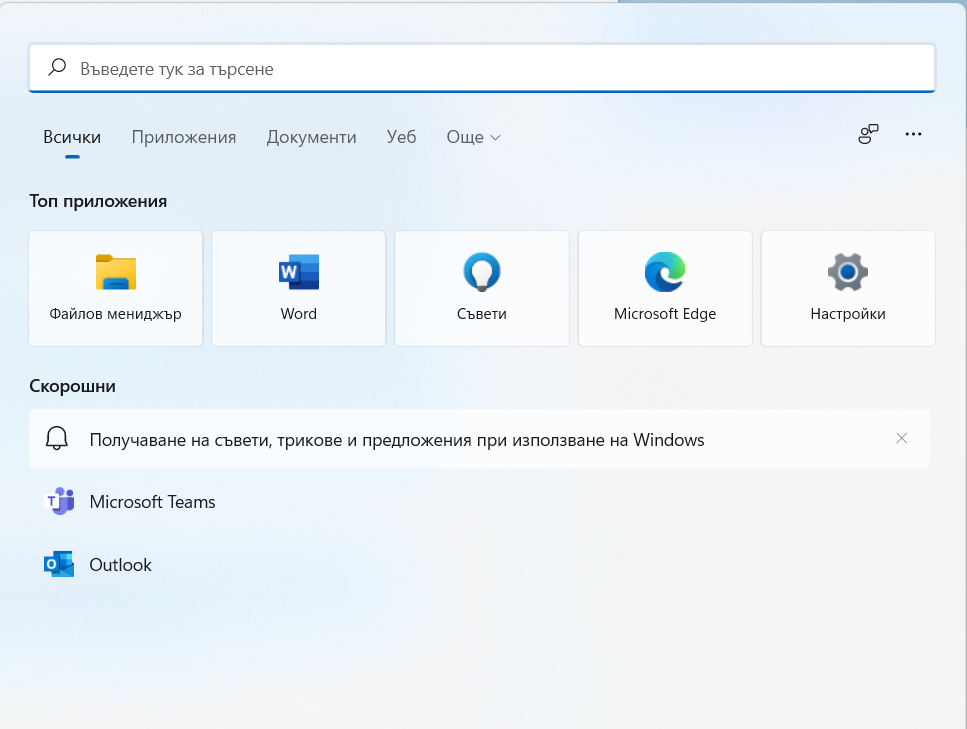 Въведете тук за търсене
Всички Приложения Документи Уеб Още
Топ приложения
Файлов мениджър Word Съвети Microsoft Edge Настройки
Скорошни
Получаване на съвети, трикове и предложения при използване на Windows
Microsoft Teams
Outlook